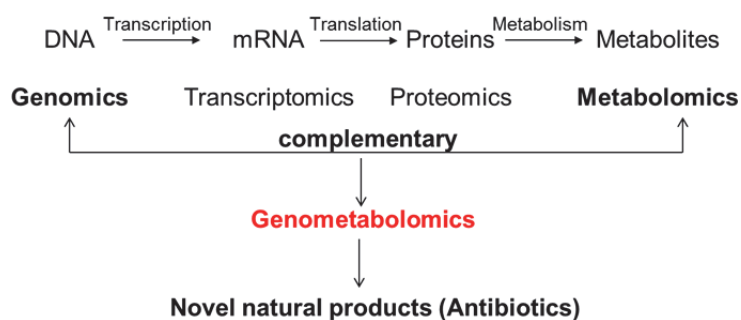 Transcription Translation Metabolism
DNA mRNA Proteins Metabolites
Genomics Transcriptomics Proteomics Metabolomics
complementary
Genometabolomics
Novel natural products (Antibiotics)